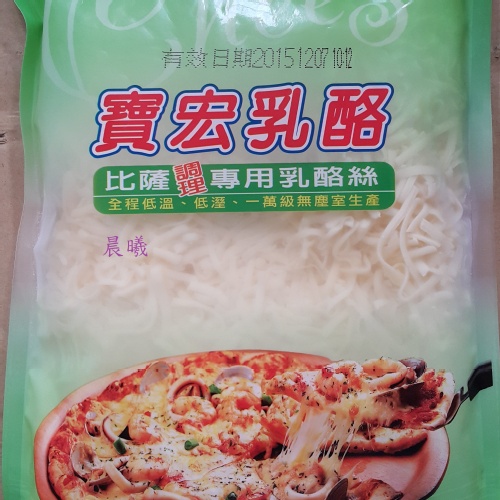 Cheese
有效日期20151207 1012
寶宏乳酪
比薩調理專用乳酪絲
全程低溫、低溼、一萬級無塵室生產
晨曦